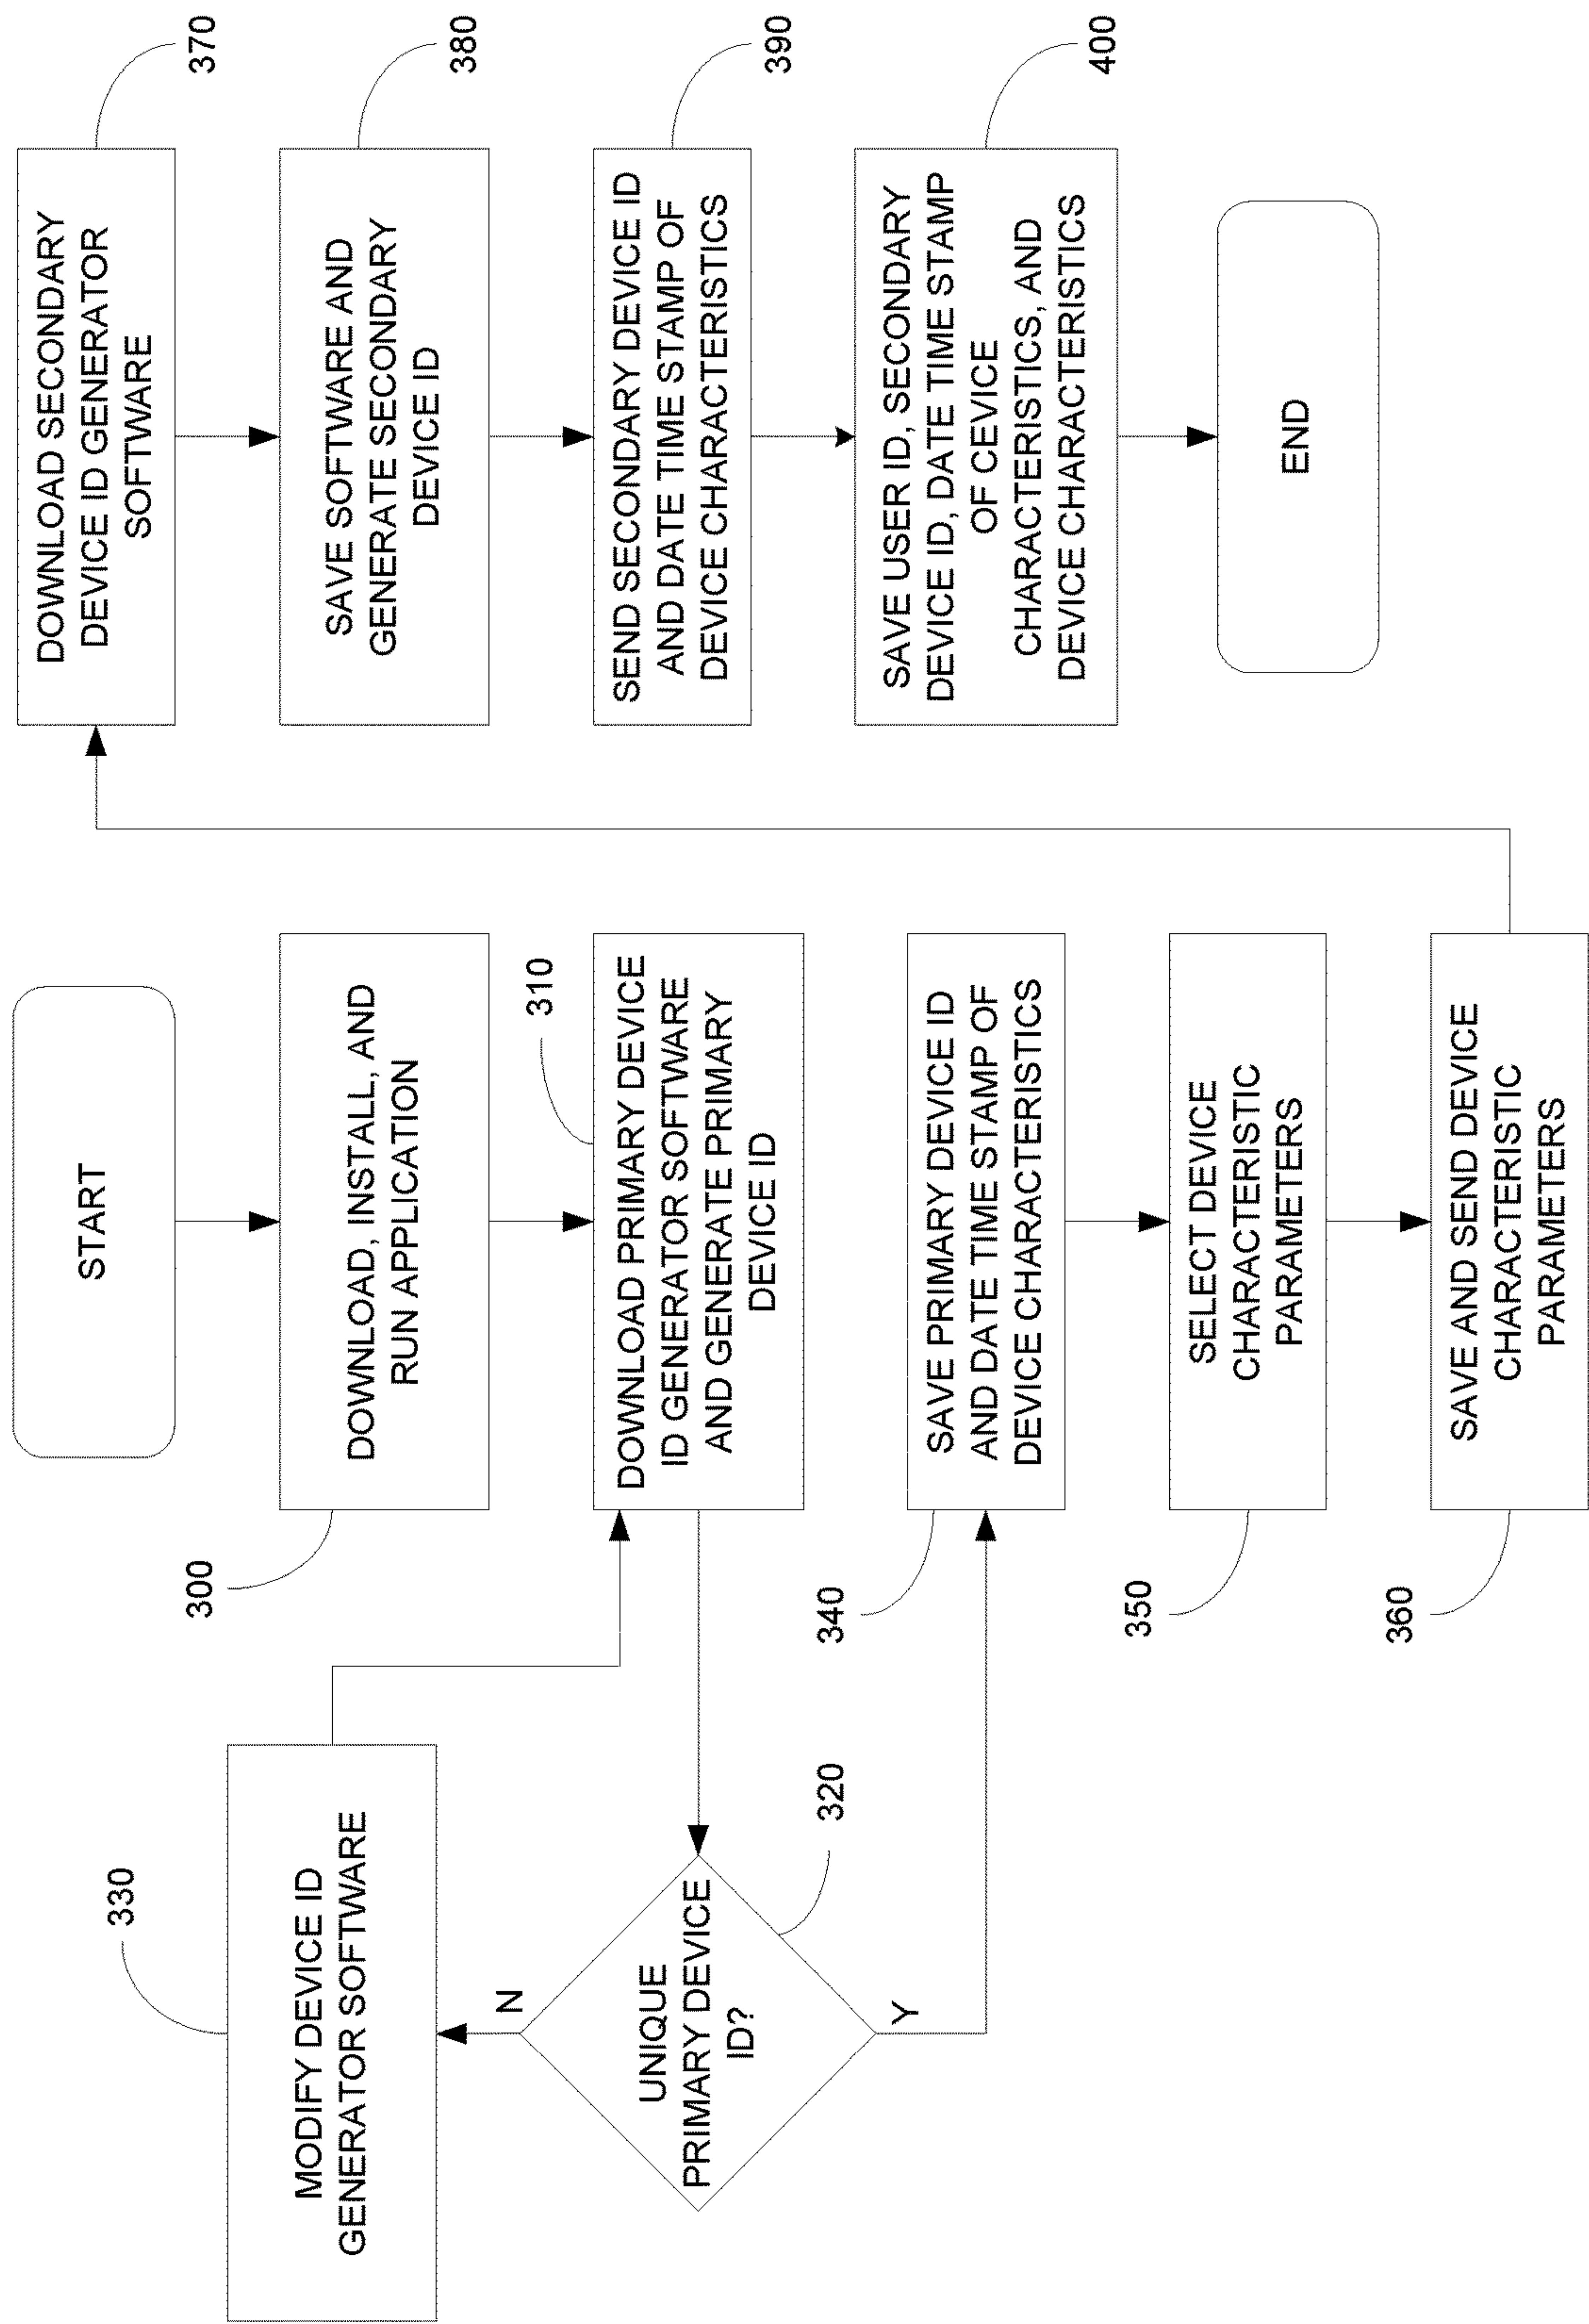 START
DOWNLOAD, INSTALL, AND
RUN APPLICATION
300
DOWNLOAD PRIMARY DEVICE
ID GENERATOR SOFTWARE
AND GENERATE PRIMARY
DEVICE ID
310
UNIQUE
PRIMARY DEVICE
ID?
320
N
Y
MODIFY DEVICE ID
GENERATOR SOFTWARE
330
SAVE PRIMARY DEVICE ID
AND DATE TIME STAMP OF
DEVICE CHARACTERISTICS
340
SELECT DEVICE
CHARACTERISTIC
PARAMETERS
350
SAVE AND SEND DEVICE
CHARACTERISTIC
PARAMETERS
360
DOWNLOAD SECONDARY
DEVICE ID GENERATOR
SOFTWARE
370
SAVE SOFTWARE AND
GENERATE SECONDARY
DEVICE ID
380
SEND SECONDARY DEVICE ID
AND DATE TIME STAMP OF
DEVICE CHARACTERISTICS
390
SAVE USER ID, SECONDARY
DEVICE ID, DATE TIME STAMP
OF CEVICE
CHARACTERISTICS, AND
DEVICE CHARACTERISTICS
400
END